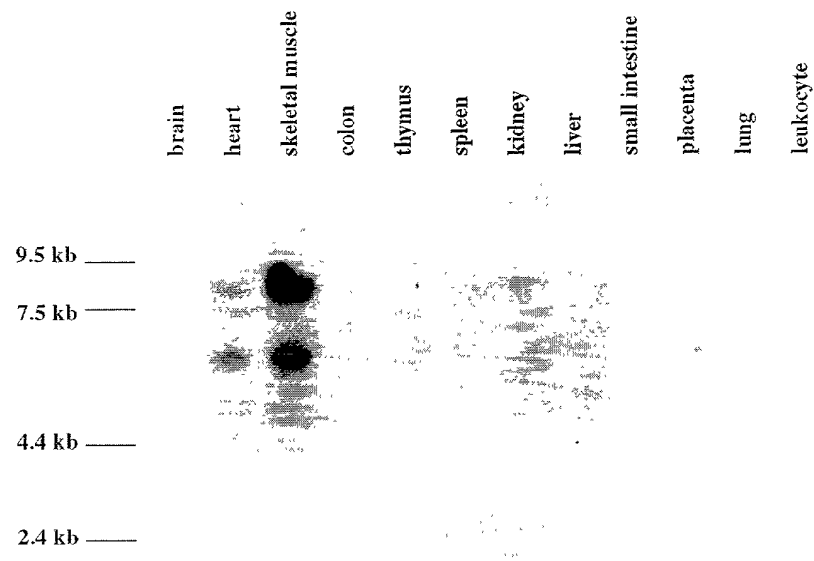 brain
heart
skeletal muscle
colon
thymus
spleen
kidney
liver
small intestine
placenta
lung
leukocyte
9.5 kb
7.5 kb
4.4 kb
2.4 kb